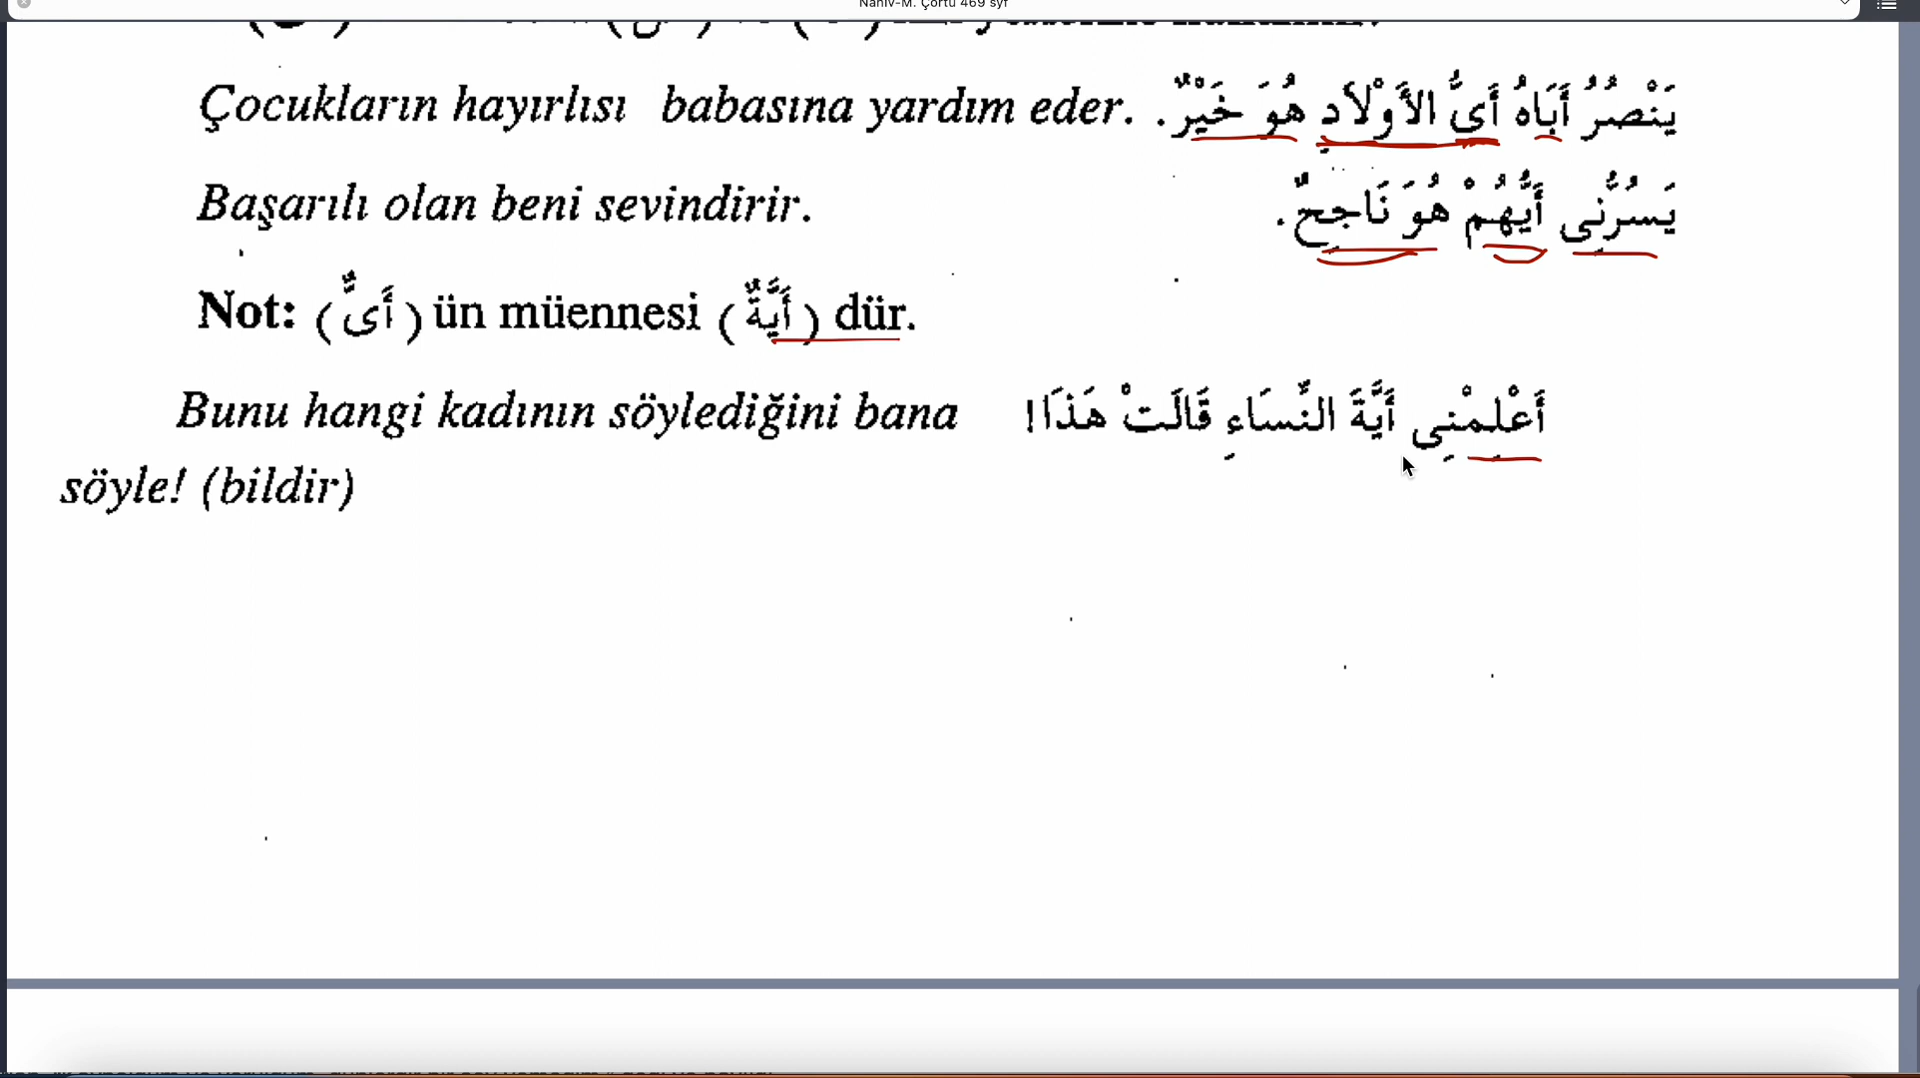 Nahiv-M. Çörtü 469 syf
Çocukların hayırlısı babasına yardım eder. يَنْصُرُ أَبَاهُ أَىُّ الأَوْلاَدِ هُوَ خَيْرٌ.
Başarılı olan beni sevindirir. يَسُرُّنِى أَيُّهُمْ هُوَ نَاجِحٌ.
Not: (أَىٌّ) ün müennesi (أَيَّةٌ) dür.
Bunu hangi kadının söylediğini bana أَعْلِمْنِى أَيَّةَ النِّسَاءِ قَالَتْ هَذَا!
söyle! (bildir)